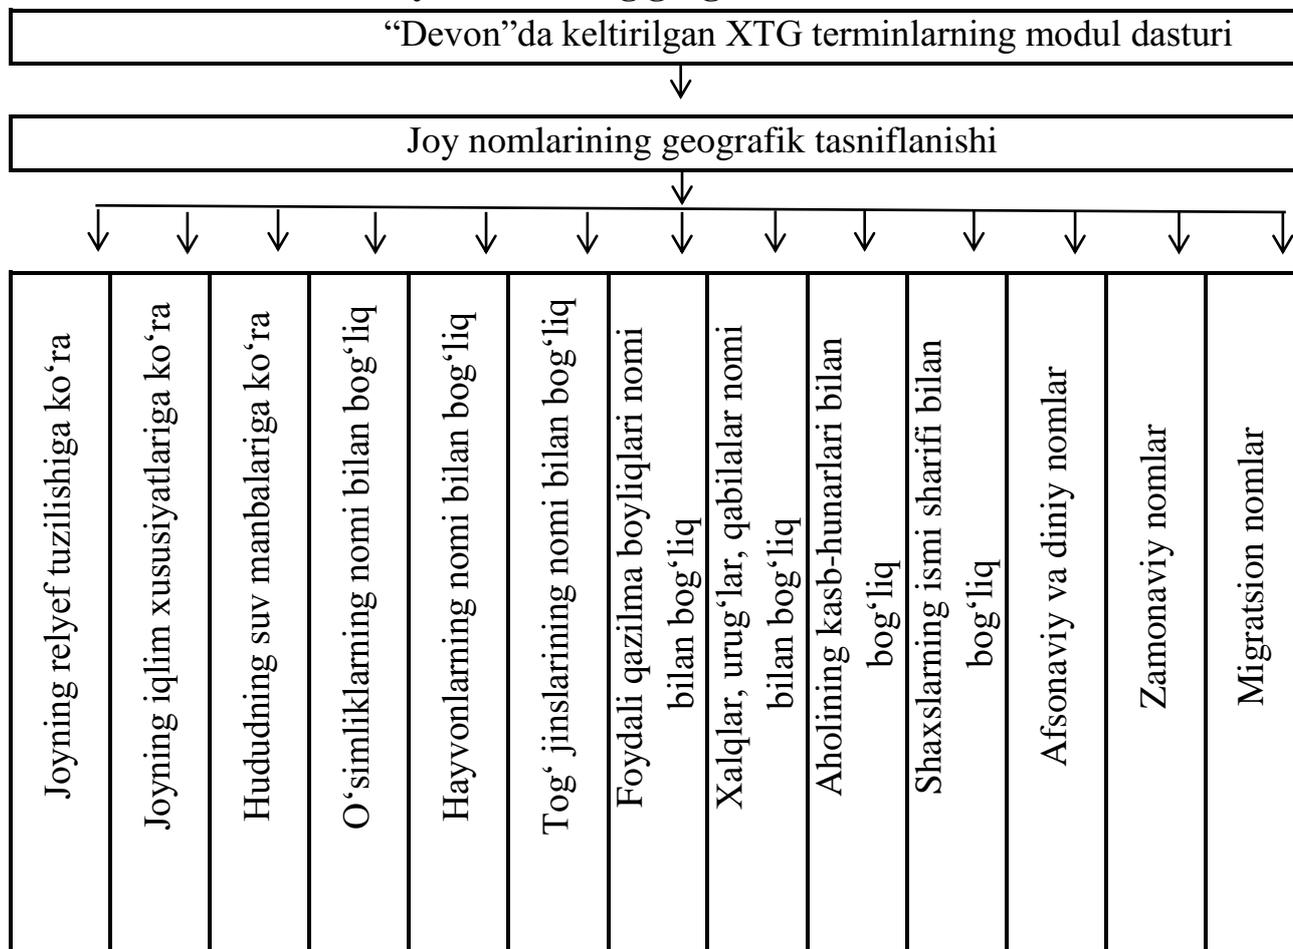 “Devon”da keltirilgan XTG terminlarning modul dasturi
Joy nomlarining geografik tasniflanishi
Joyning relyef tuzilishiga ko‘ra
Joyning iqlim xususiyatlariga ko‘ra
Hududning suv manbalariga ko‘ra
O‘simliklarning nomi bilan bog‘liq
Hayvonlarning nomi bilan bog‘liq
Tog‘ jinslarining nomi bilan bog‘liq
Foydali qazilma boyliqlari nomi
bilan bog‘liq
Xalqlar, urug‘lar, qabilalar nomi
bilan bog‘liq
Aholining kasb-hunarlari bilan
bog‘liq
Shaxslarning ismi sharifi bilan
bog‘liq
Afsonaviy va diniy nomlar
Zamonaviy nomlar
Migratsion nomlar